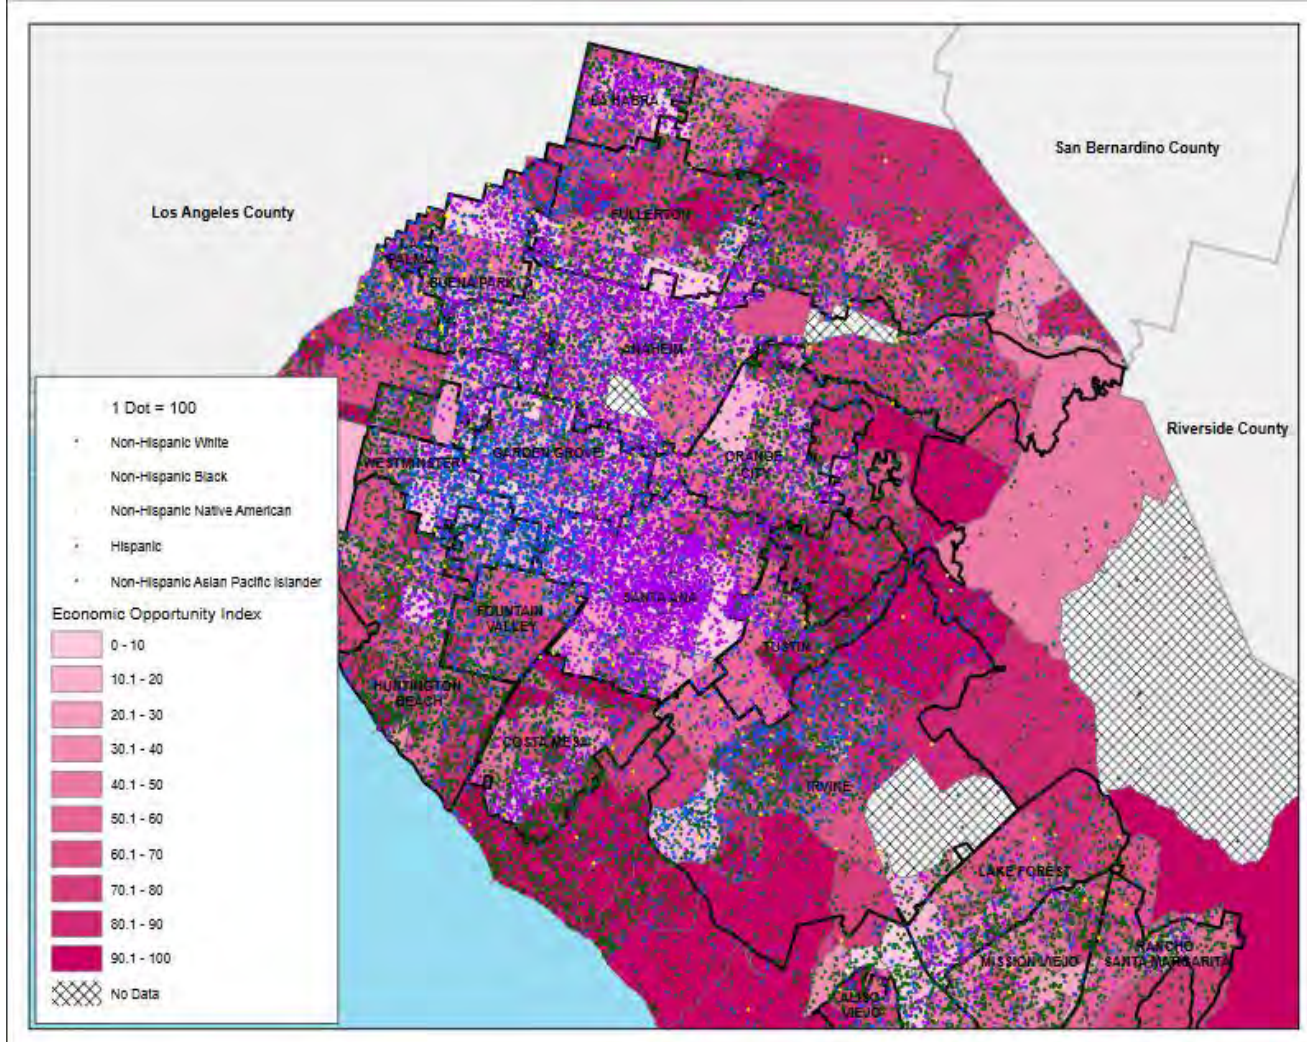 LA HABRA
San Bernardino County
Los Angeles County
FULLERTON
PALMA
BUENA PARK
ANAHEIM
Riverside County
WESTMINSTER
GARDEN GROVE
ORANGE
CITY
SANTA ANA
FOUNTAIN
VALLEY
TUSTIN
HUNTINGTON
BEACH
COSTA MESA
IRVINE
LAKE FOREST
MISSION VIEJO
RANCHO
SANTA MARGARITA
ALISO
VIEJO
1 Dot = 100
Non-Hispanic White
Non-Hispanic Black
Non-Hispanic Native American
Hispanic
Non-Hispanic Asian Pacific Islander
Economic Opportunity Index
0 - 10
10.1 - 20
20.1 - 30
30.1 - 40
40.1 - 50
50.1 - 60
60.1 - 70
70.1 - 80
80.1 - 90
90.1 - 100
No Data